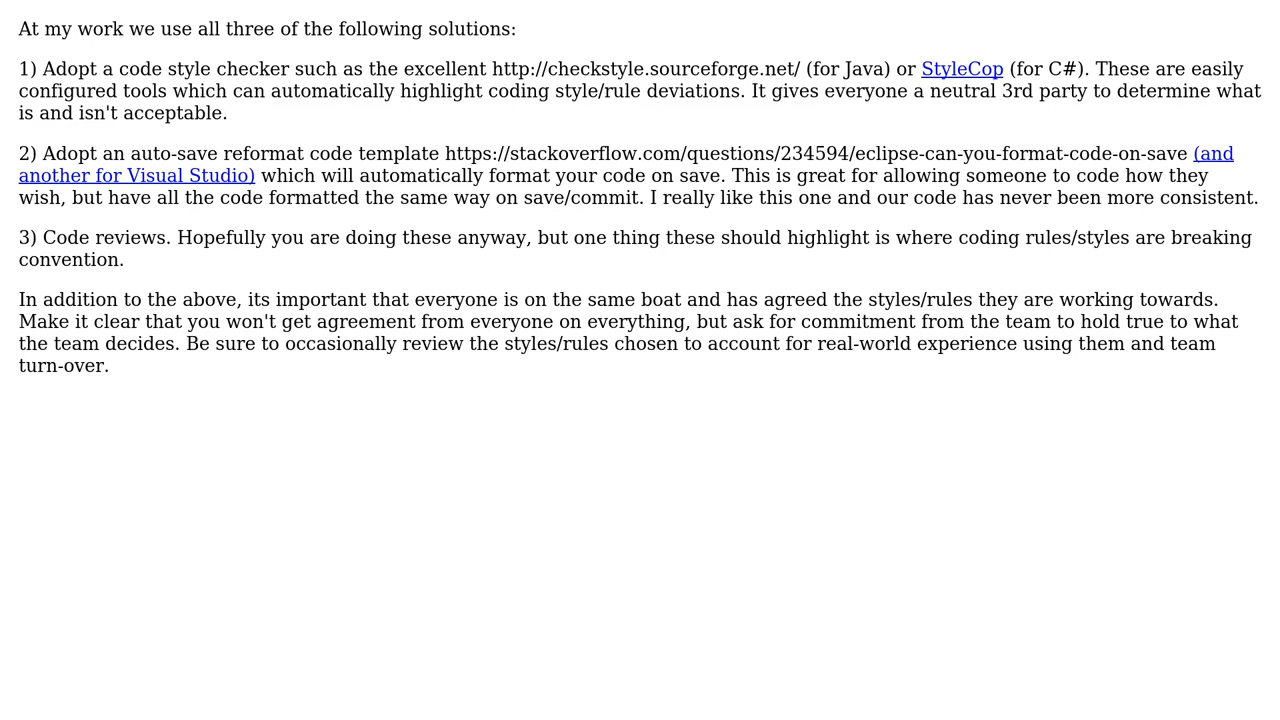 At my work we use all three of the following solutions:
1) Adopt a code style checker such as the excellent http://checkstyle.sourceforge.net/ (for Java) or StyleCop (for C#). These are easily
configured tools which can automatically highlight coding style/rule deviations. It gives everyone a neutral 3rd party to determine what
is and isn't acceptable.
2) Adopt an auto-save reformat code template https://stackoverflow.com/questions/234594/eclipse-can-you-format-code-on-save (and
another for Visual Studio) which will automatically format your code on save. This is great for allowing someone to code how they
wish, but have all the code formatted the same way on save/commit. I really like this one and our code has never been more consistent.
3) Code reviews. Hopefully you are doing these anyway, but one thing these should highlight is where coding rules/styles are breaking
convention.
In addition to the above, its important that everyone is on the same boat and has agreed the styles/rules they are working towards.
Make it clear that you won't get agreement from everyone on everything, but ask for commitment from the team to hold true to what
the team decides. Be sure to occasionally review the styles/rules chosen to account for real-world experience using them and team
turn-over.